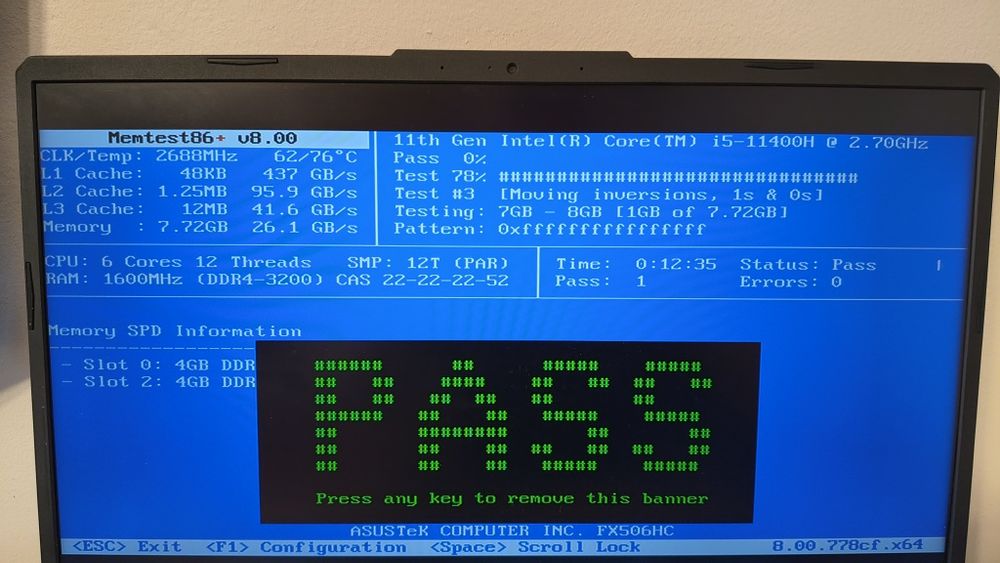 Memtest86+ v8.00
CLK/Temp: 2688MHz 62/76°C
L1 Cache: 48KB 437 GB/s
L2 Cache: 1.25MB 95.9 GB/s
L3 Cache: 12MB 41.6 GB/s
Memory : 7.72GB 26.1 GB/s
11th Gen Intel(R) Core(TM) i5-11400H @ 2.70GHz
Pass 0%
Test 78% ###############################
Test #3 [Moving inversions, 1s & 0s]
Testing: 7GB - 8GB [1GB of 7.72GB]
Pattern: 0xffffffffffffffff
CPU: 6 Cores 12 Threads SMP: 12T (PAR)
RAM: 1600MHz (DDR4-3200) CAS 22-22-22-52
Time: 0:12:35 Status: Pass
Pass: 1 Errors: 0
Memory SPD Information
- Slot 0: 4GB DDR
- Slot 2: 4GB DDR
PASS
Press any key to remove this banner
ASUSTeK COMPUTER INC. FX506HC
<ESC> Exit <F1> Configuration <Space> Scroll Lock 8.00.778cf.x64